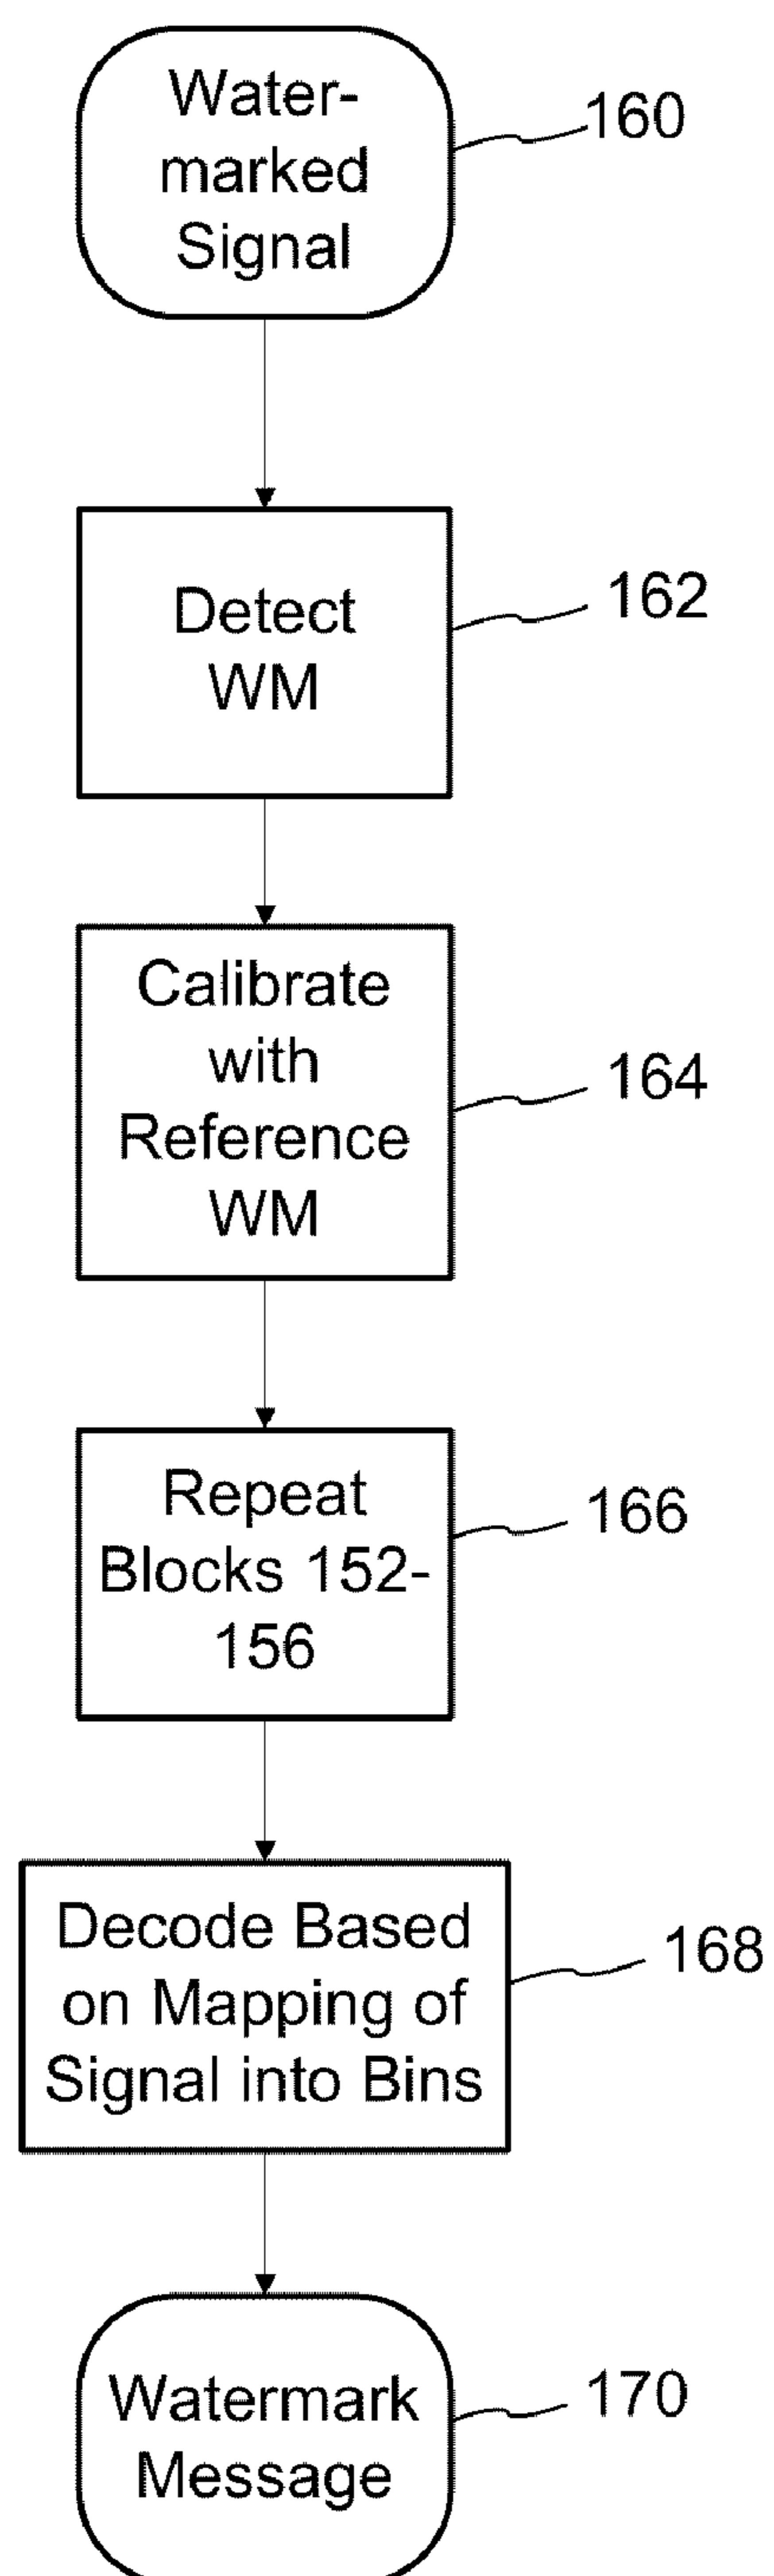 Water-
marked
Signal
160
Detect
WM
162
Calibrate
with
Reference
WM
164
Repeat
Blocks 152-
156
166
Decode Based
on Mapping of
Signal into Bins
168
Watermark
Message
170